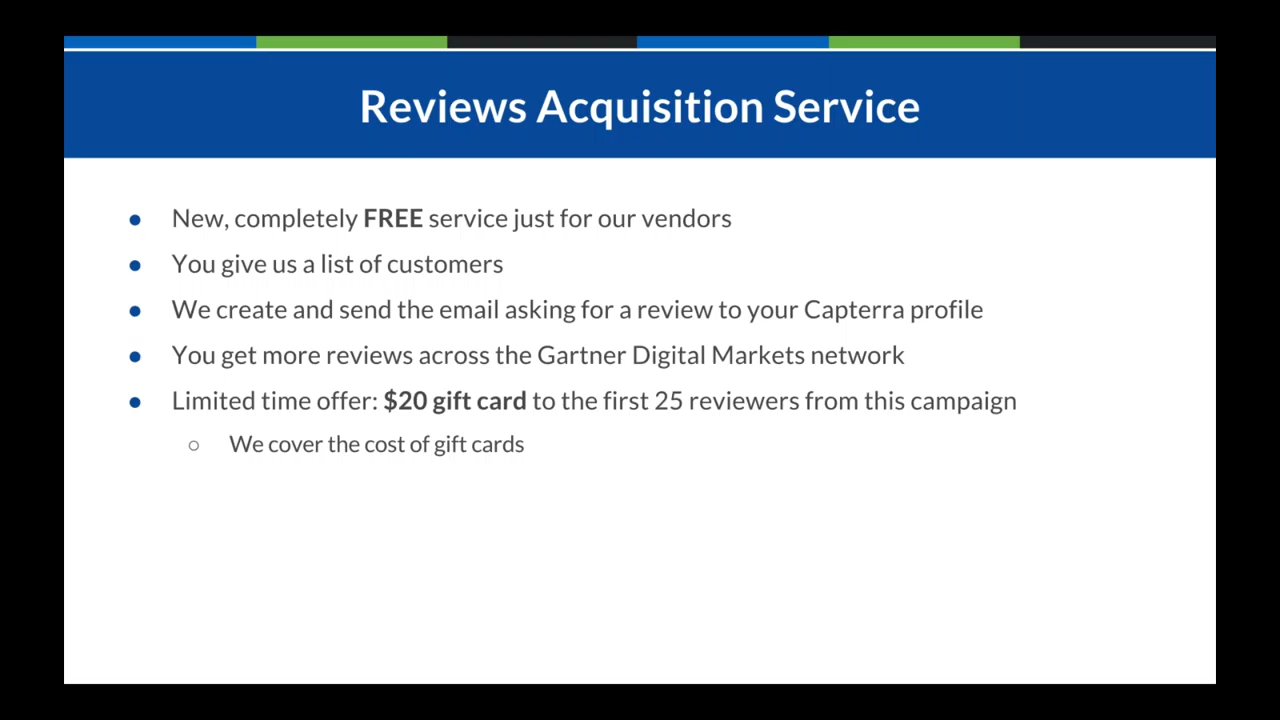 Reviews Acquisition Service
● New, completely FREE service just for our vendors
● You give us a list of customers
● We create and send the email asking for a review to your Capterra profile
● You get more reviews across the Gartner Digital Markets network
● Limited time offer: $20 gift card to the first 25 reviewers from this campaign
○ We cover the cost of gift cards